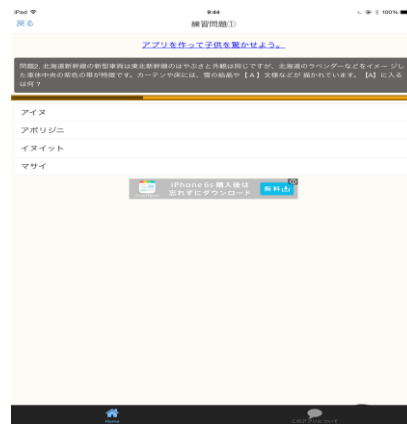 iPad 9:44 100%
戻る 練習問題①
アプリを作って子供を驚かせよう。
問題2. 北海道新幹線の新型車両は東北新幹線のはやぶさと外観は同じですが、北海道のラベンダーなどをイメージし
た車体中央の紫色の帯が特徴です。カーテンや床には、雪の結晶や【A】文様などが 描かれています。【A】に入る
は何？
アイヌ
アボリジニ
イヌイット
マサイ
iPhone 6s 購入後は
忘れずにダウンロード
無料
Home このアプリについて